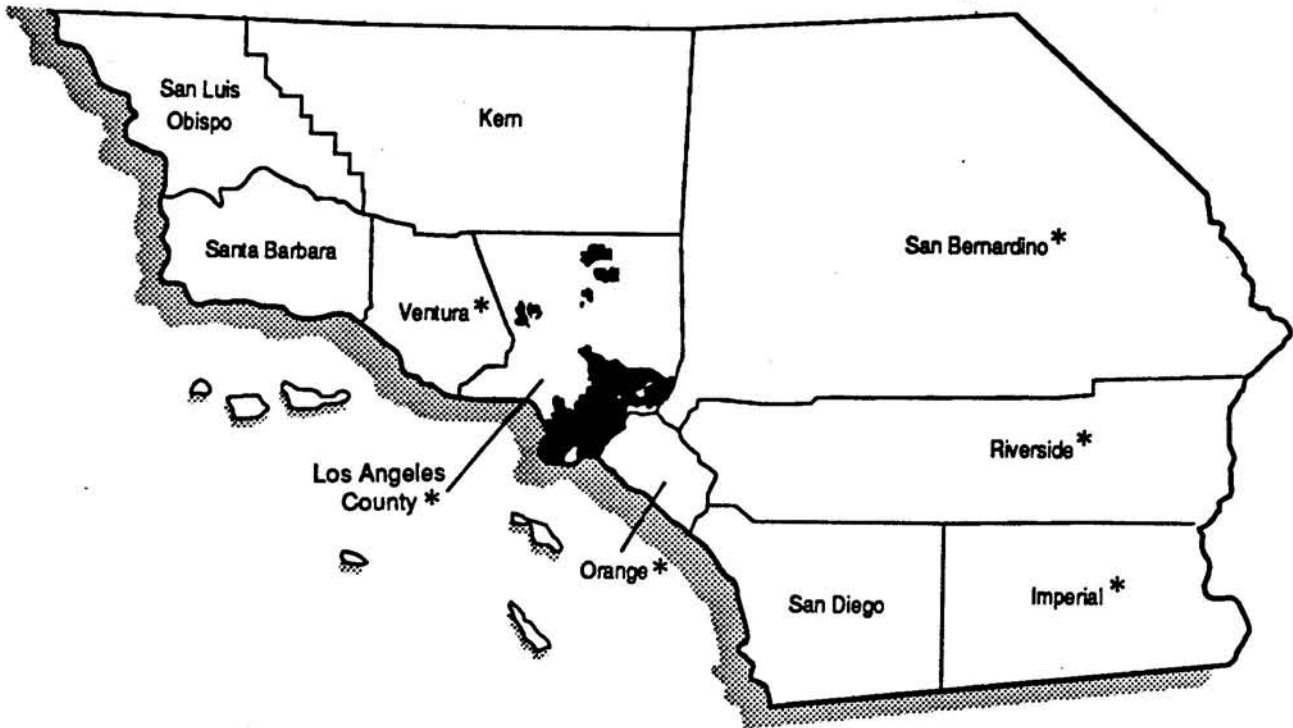 San Luis
Obispo
Kern
Santa Barbara
San Bernardino*
Ventura*
Los Angeles
County*
Riverside*
Orange*
San Diego
Imperial*